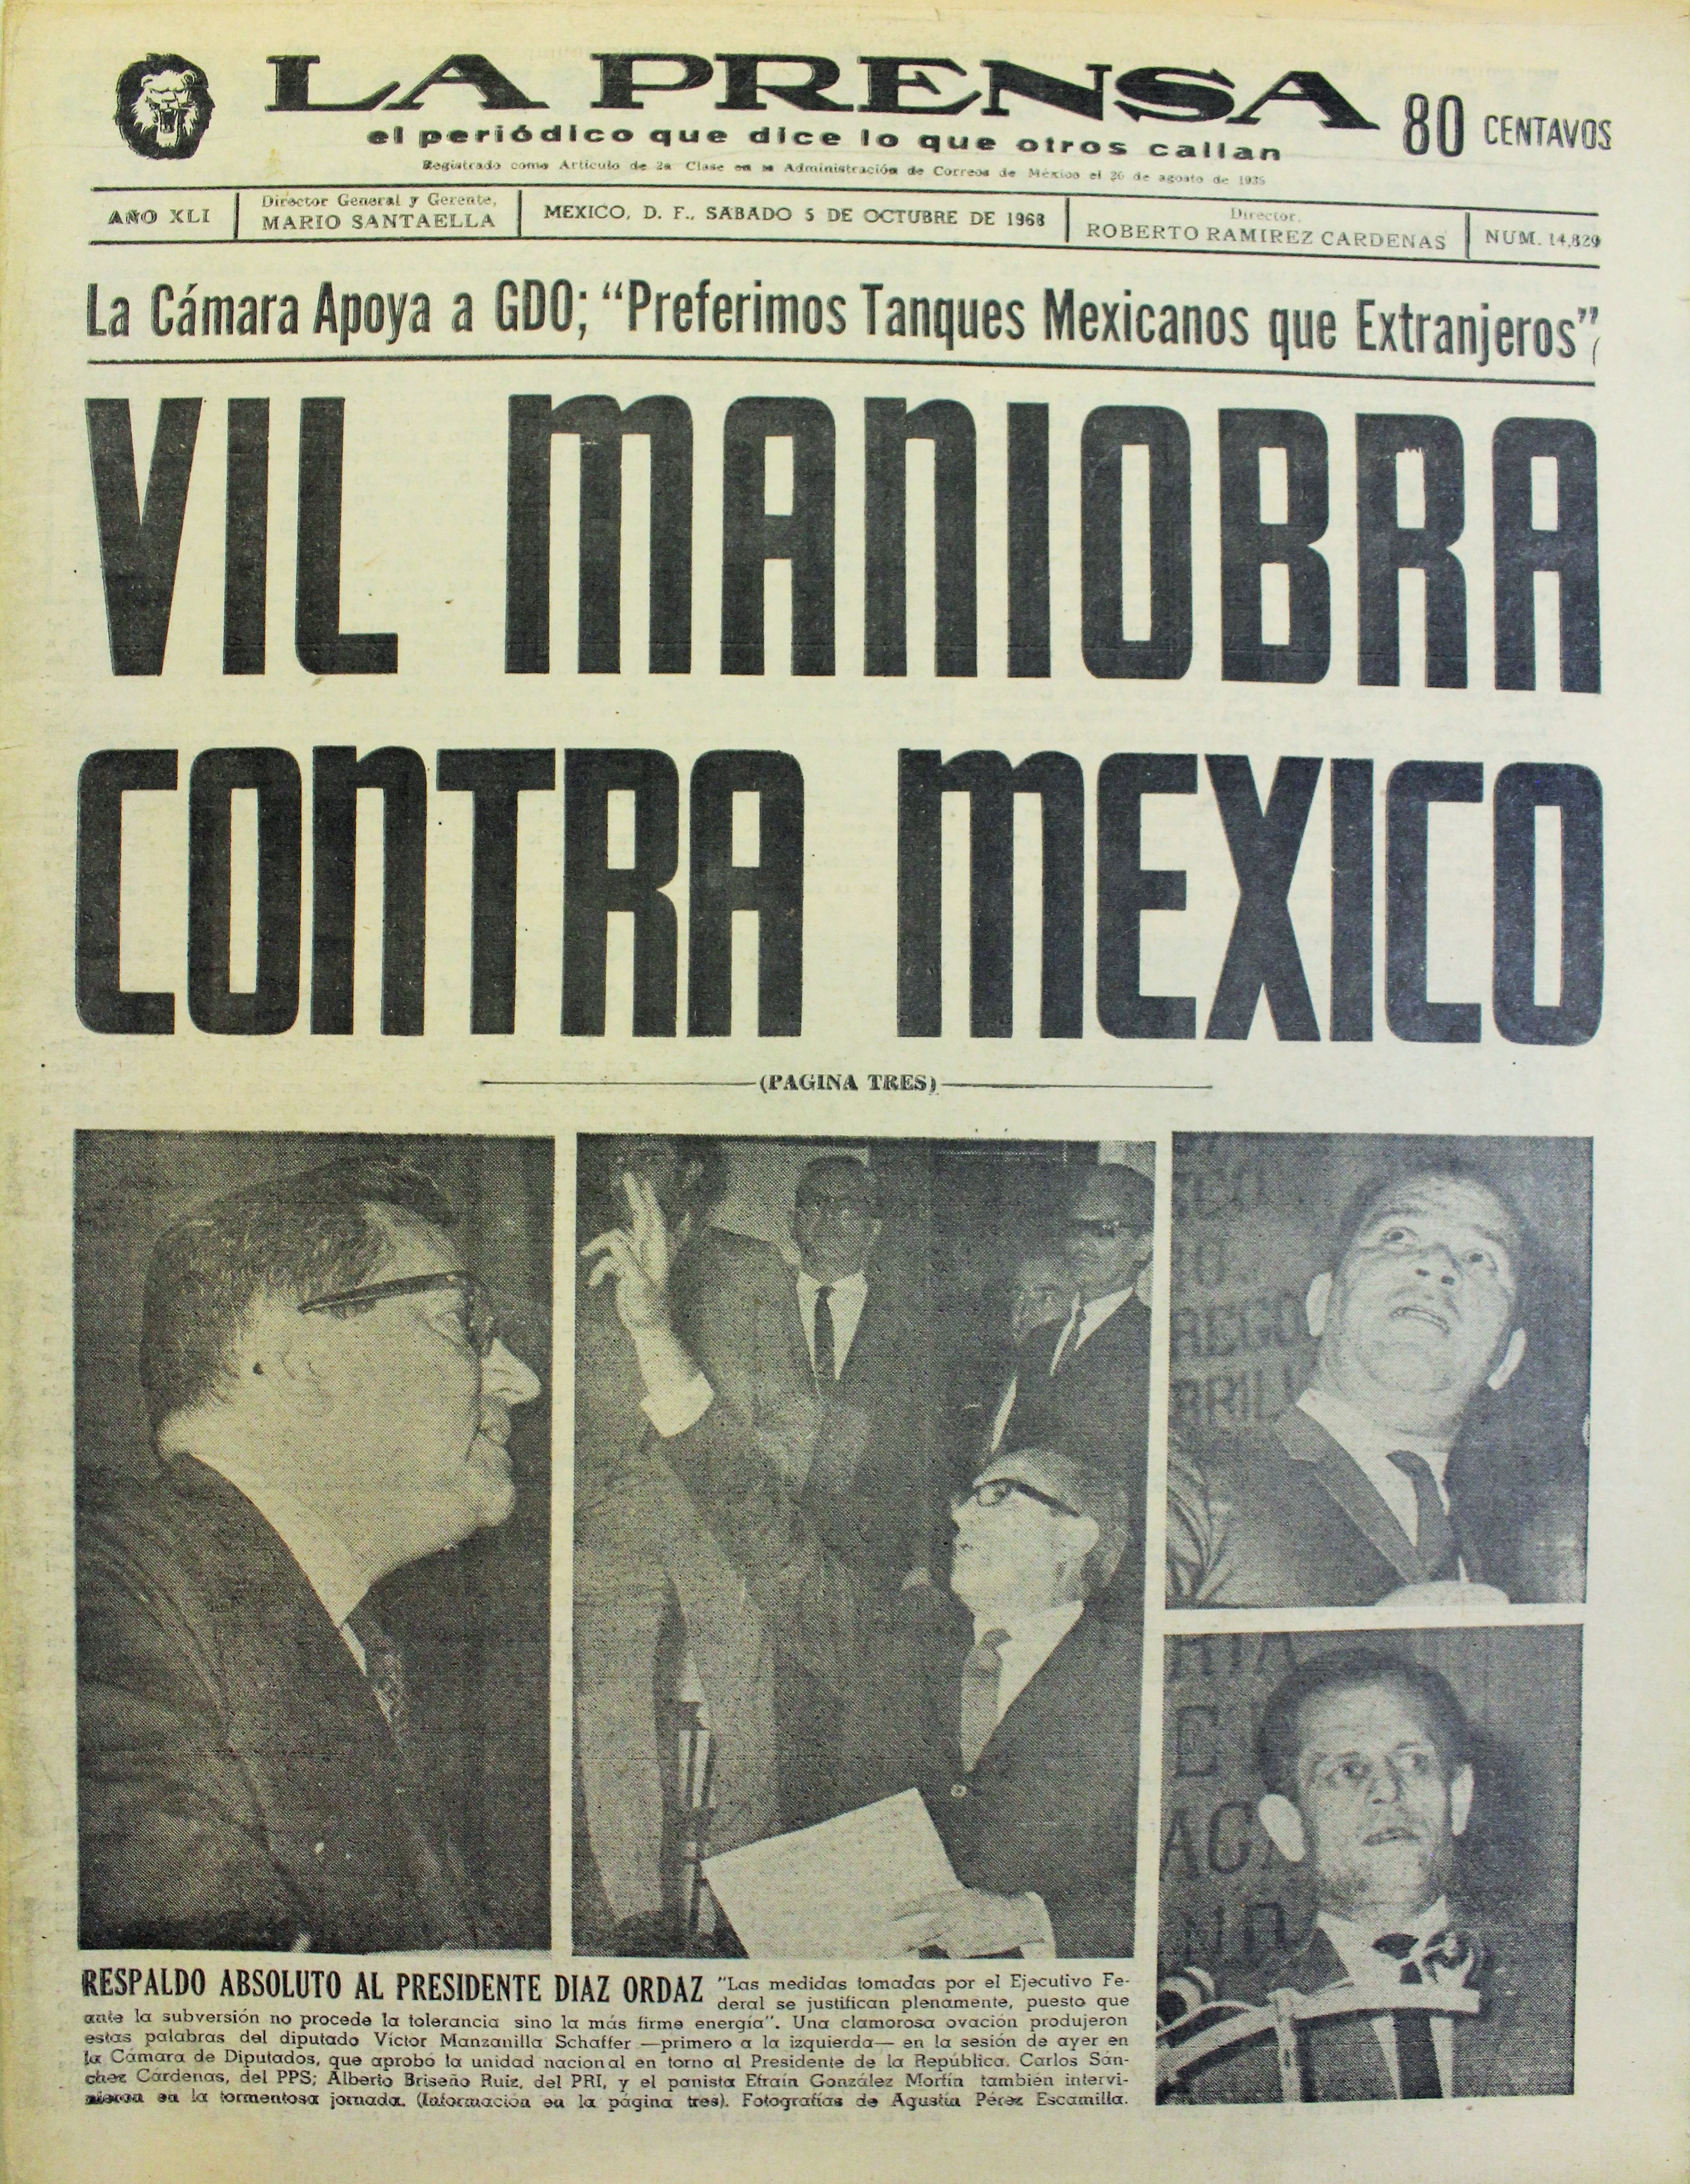 LA PRENSA
el periódico que dice lo que otros callan
80 CENTAVOS
Registrado como Artículo de 2a. Clase en la Administración de Correos de México el 26 de agosto de 1935
AÑO XLI
Director General y Gerente,
MARIO SANTAELLA
MEXICO, D. F., SABADO 5 DE OCTUBRE DE 1968
Director,
ROBERTO RAMIREZ CARDENAS
NUM. 14,829
La Cámara Apoya a GDO; “Preferimos Tanques Mexicanos que Extranjeros”
VIL MANIOBRA
CONTRA MEXICO
(PAGINA TRES)
RESPALDO ABSOLUTO AL PRESIDENTE DIAZ ORDAZ "Las medidas tomadas por el Ejecutivo Fe-
deral se justifican plenamente, puesto que
ante la subversión no procede la tolerancia sino la más firme energía". Una clamorosa ovación produjeron
estas palabras del diputado Víctor Manzanilla Schaffer —primero a la izquierda— en la sesión de ayer en
la Cámara de Diputados, que aprobó la unidad nacional en torno al Presidente de la República. Carlos Sán-
chez Cárdenas, del PPS; Alberto Briseño Ruiz, del PRI, y el panista Efraín González Morfín también intervi-
nieron en la tormentosa jornada. (Información en la página tres). Fotografías de Agustín Pérez Escamilla.